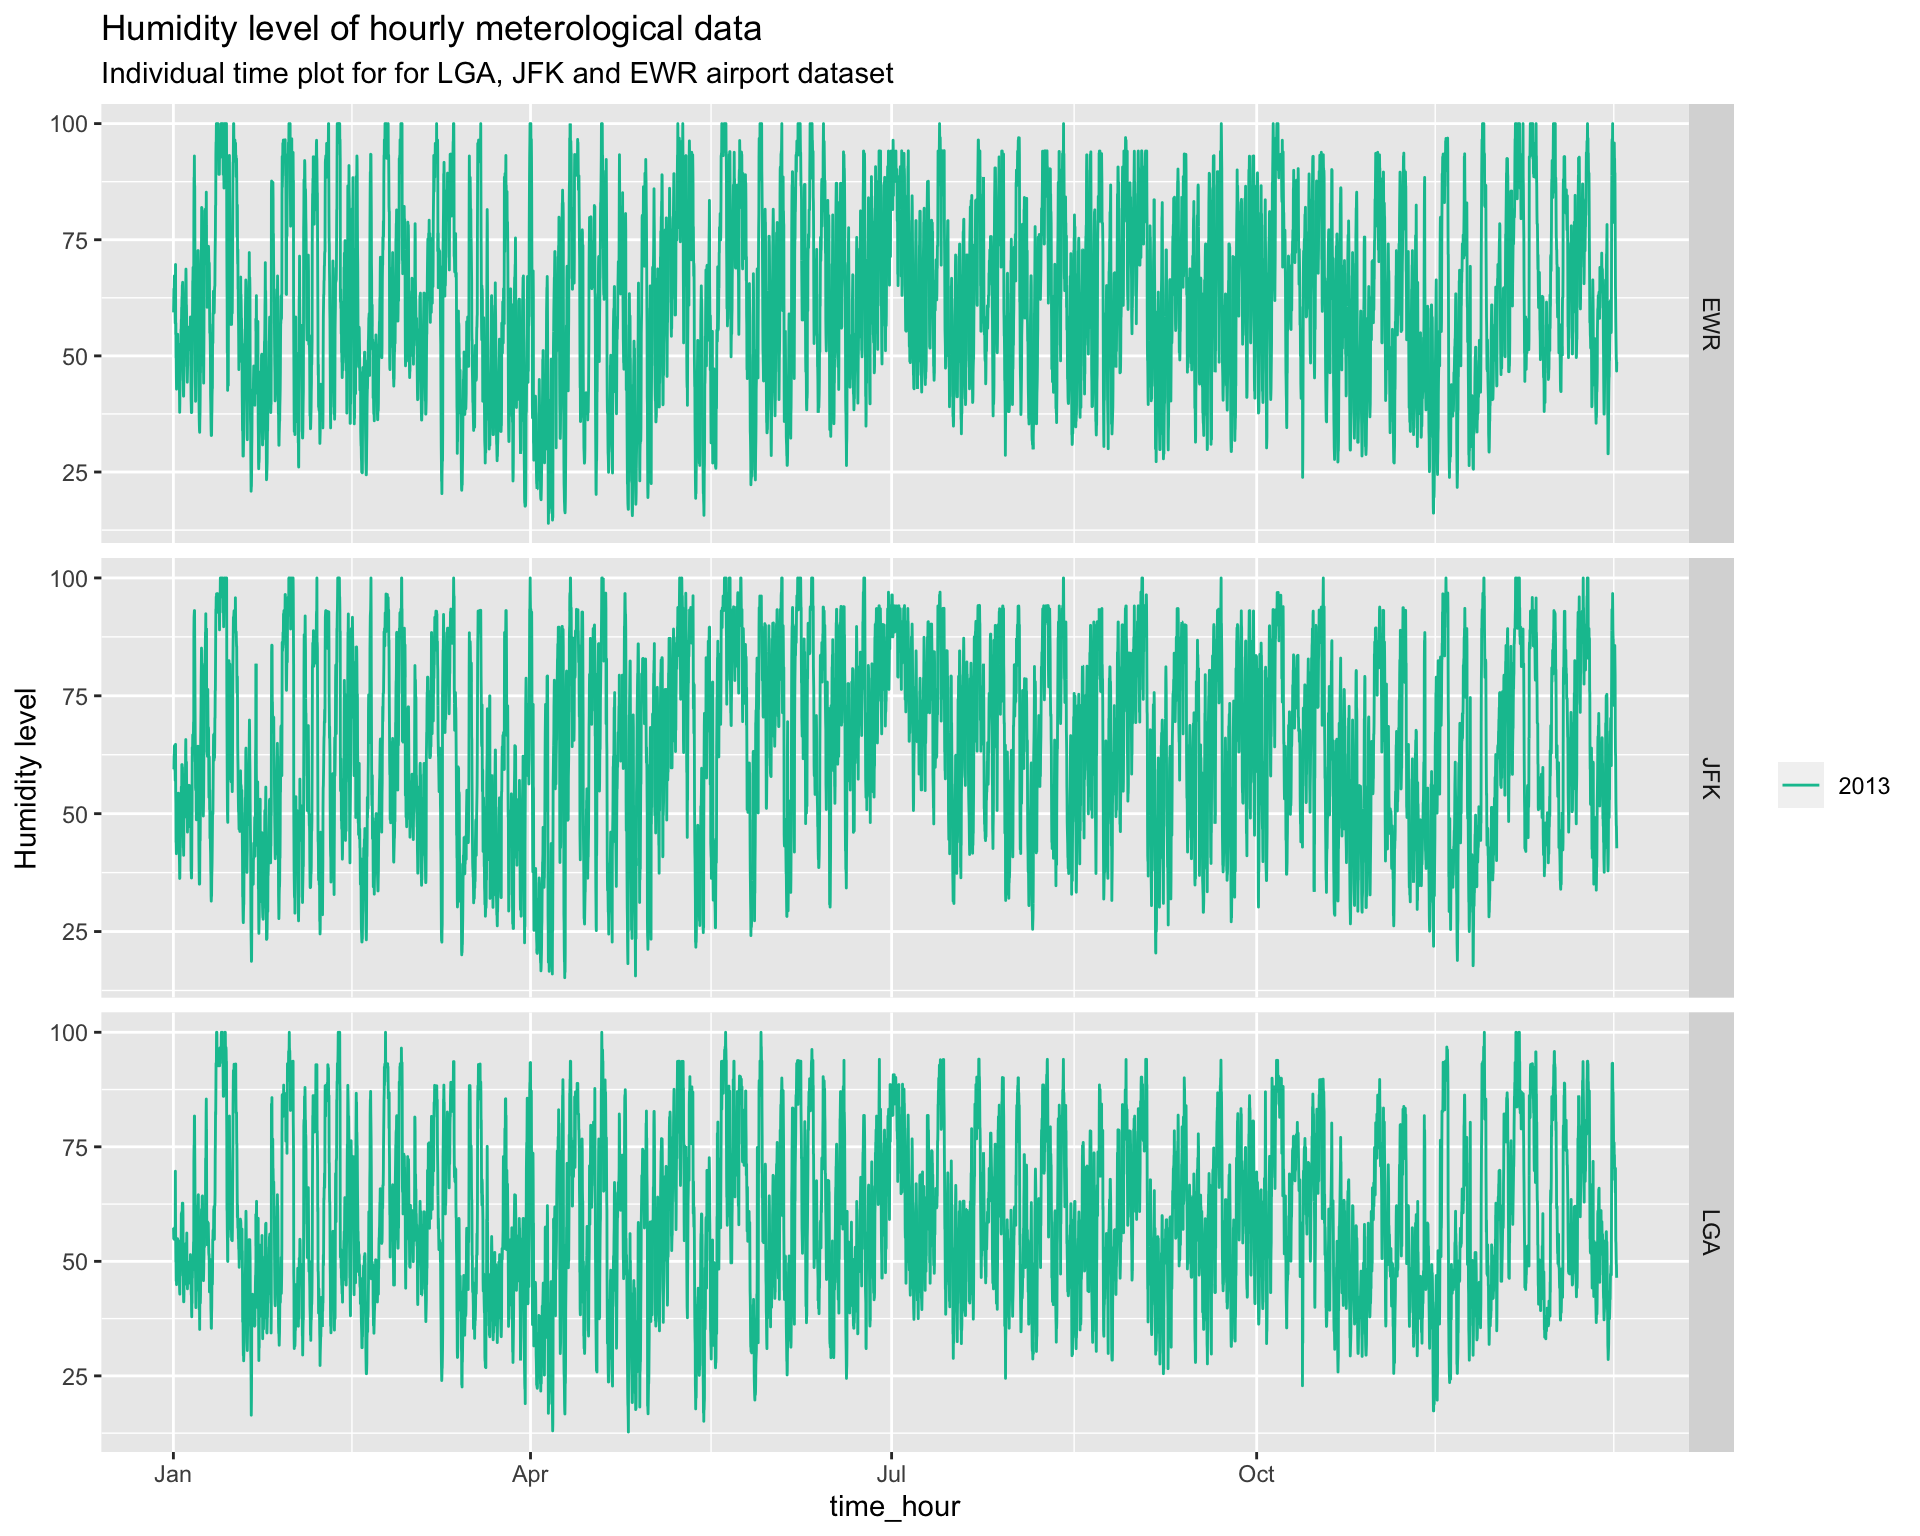 Humidity level of hourly meterological data
Individual time plot for for LGA, JFK and EWR airport dataset
100
75
50
25
EWR
100
75
50
25
JFK
Humidity level
2013
100
75
50
25
LGA
Jan
Apr
Jul
Oct
time_hour